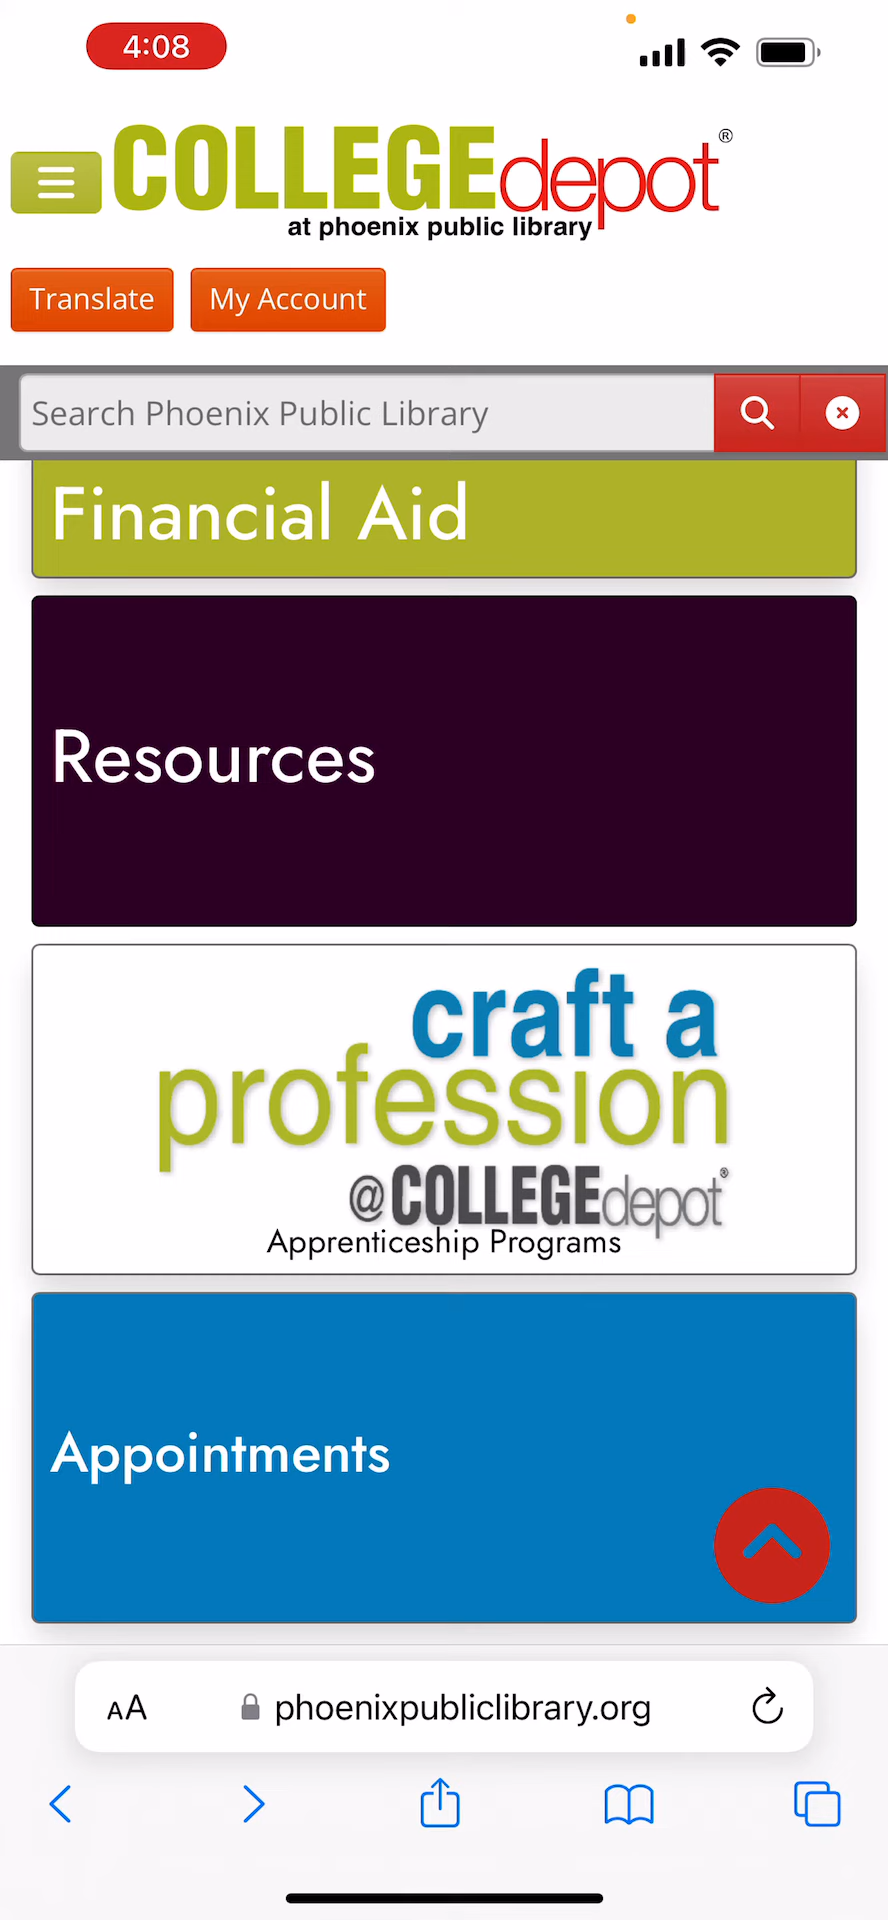 4:08
COLLEGEdepot®
at phoenix public library
Translate
My Account
Search Phoenix Public Library
Financial Aid
Resources
craft a
profession
@COLLEGEdepot®
Apprenticeship Programs
Appointments
AA
phoenixpubliclibrary.org